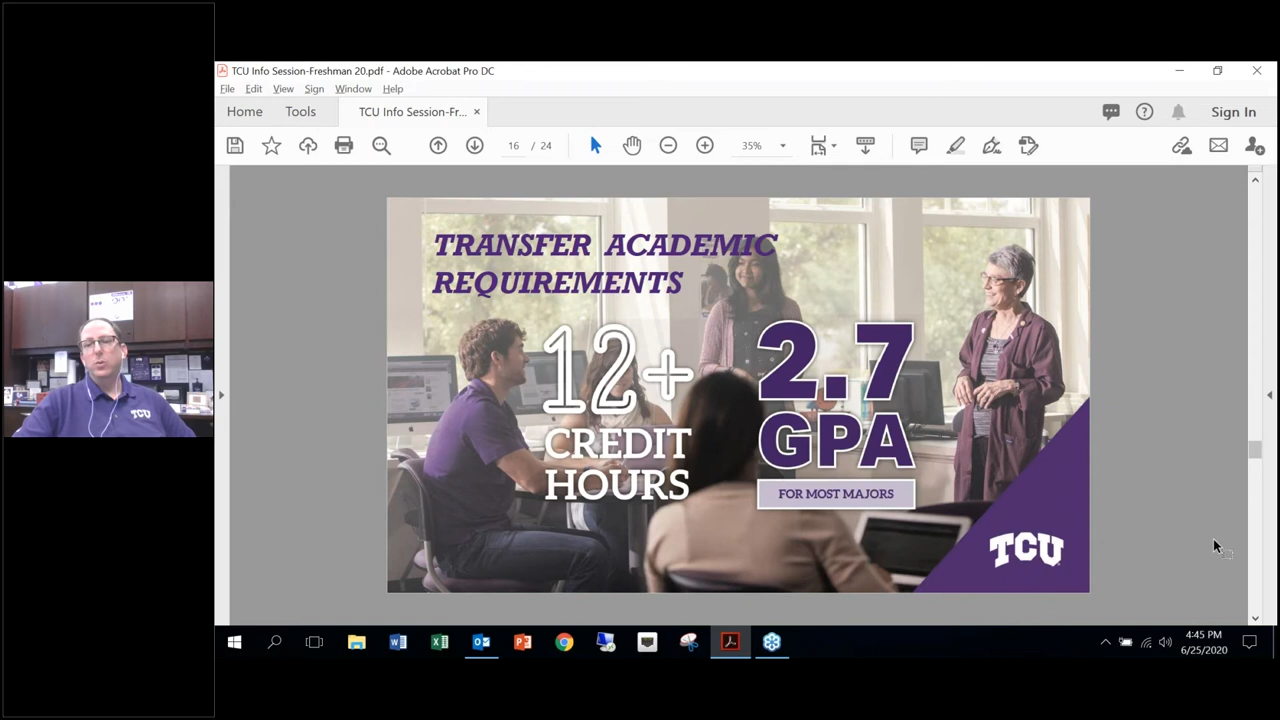 TCU Info Session-Freshman 20.pdf - Adobe Acrobat Pro DC
File Edit View Sign Window Help
Home Tools TCU Info Session-Fr... × Sign In
16 / 24 35%
TRANSFER ACADEMIC
REQUIREMENTS
12+
CREDIT
HOURS
2.7
GPA
FOR MOST MAJORS
TCU
TCU
4:45 PM
6/25/2020